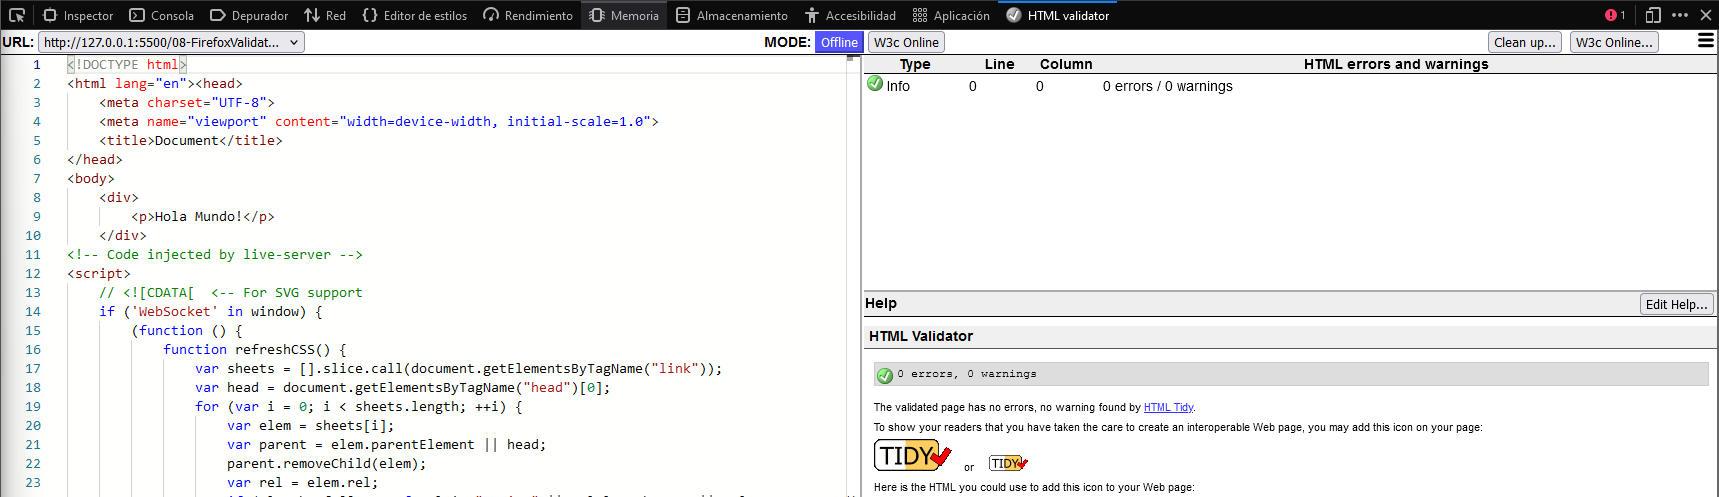 Inspector Consola Depurador Red Editor de estilos Rendimiento Memoria Almacenamiento Accesibilidad Aplicación HTML validator 1
URL: http://127.0.0.1:5500/08-FirefoxValidat... MODE: Offline W3c Online Clean up... W3c Online...
1 <!DOCTYPE html>
2 <html lang="en"><head>
3 <meta charset="UTF-8">
4 <meta name="viewport" content="width=device-width, initial-scale=1.0">
5 <title>Document</title>
6 </head>
7 <body>
8 <div>
9 <p>Hola Mundo!</p>
10 </div>
11 <!-- Code injected by live-server -->
12 <script>
13 // <![CDATA[  <-- For SVG support
14 if ('WebSocket' in window) {
15 (function () {
16 function refreshCSS() {
17 var sheets = [].slice.call(document.getElementsByTagName("link"));
18 var head = document.getElementsByTagName("head")[0];
19 for (var i = 0; i < sheets.length; ++i) {
20 var elem = sheets[i];
21 var parent = elem.parentElement || head;
22 parent.removeChild(elem);
23 var rel = elem.rel;
Type Line Column HTML errors and warnings
Info 0 0 0 errors / 0 warnings
Help Edit Help...
HTML Validator
0 errors, 0 warnings
The validated page has no errors, no warning found by HTML Tidy.
To show your readers that you have taken the care to create an interoperable Web page, you may add this icon on your page:
TIDY or TIDY
Here is the HTML you could use to add this icon to your Web page: